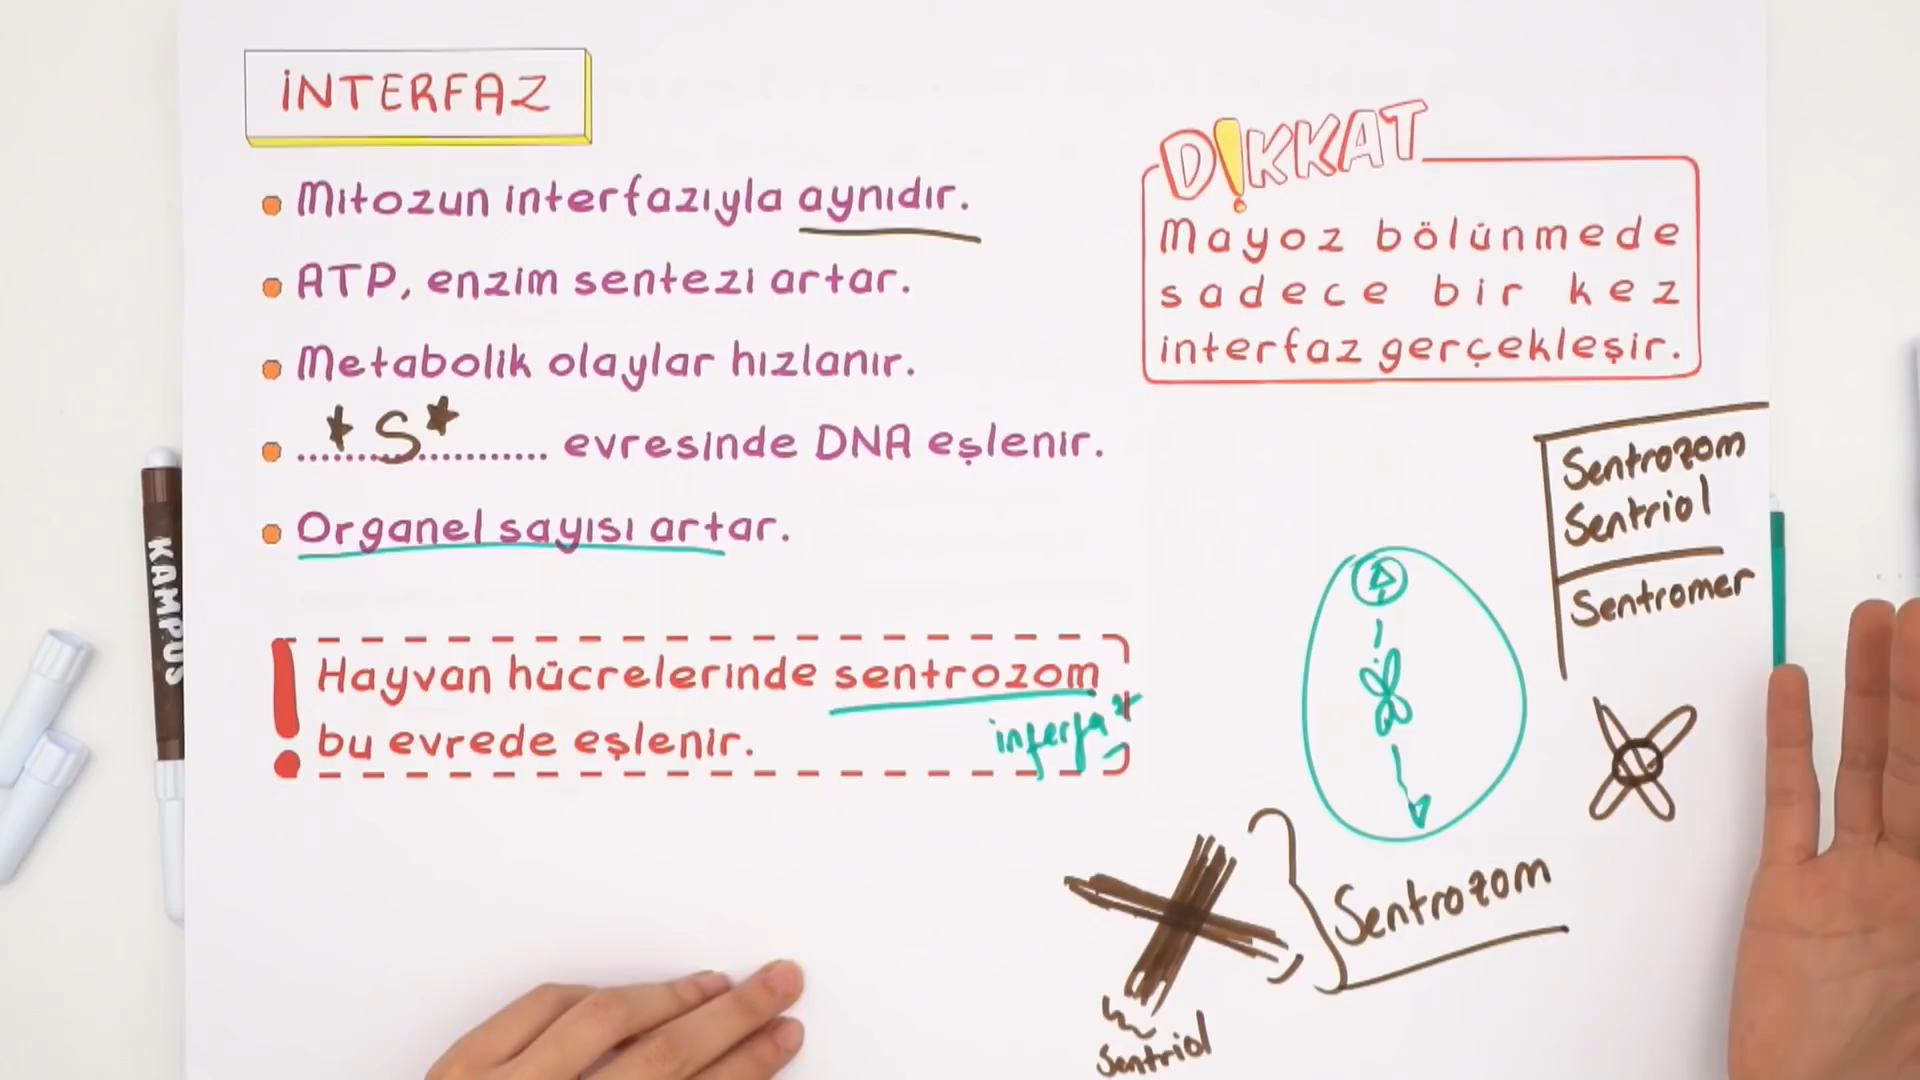 İNTERFAZ
Mitozun interfazıyla aynıdır.
ATP, enzim sentezi artar.
Metabolik olaylar hızlanır.
*S* evresinde DNA eşlenir.
Organel sayısı artar.
! Hayvan hücrelerinde sentrozom
bu evrede eşlenir.
interfaz
DİKKAT
Mayoz bölünmede
sadece bir kez
interfaz gerçekleşir.
Sentrozom
Sentriol
Sentromer
Sentrozom
Sentriol
KAMPÜS